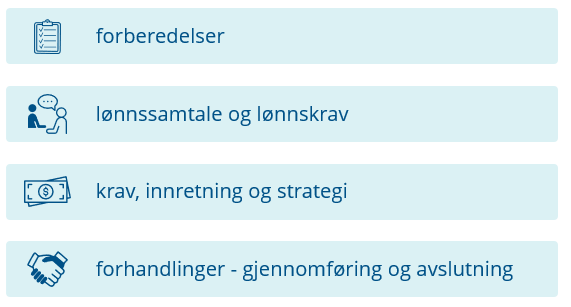 forberedelser
lønnssamtale og lønnskrav
krav, innretning og strategi
forhandlinger - gjennomføring og avslutning